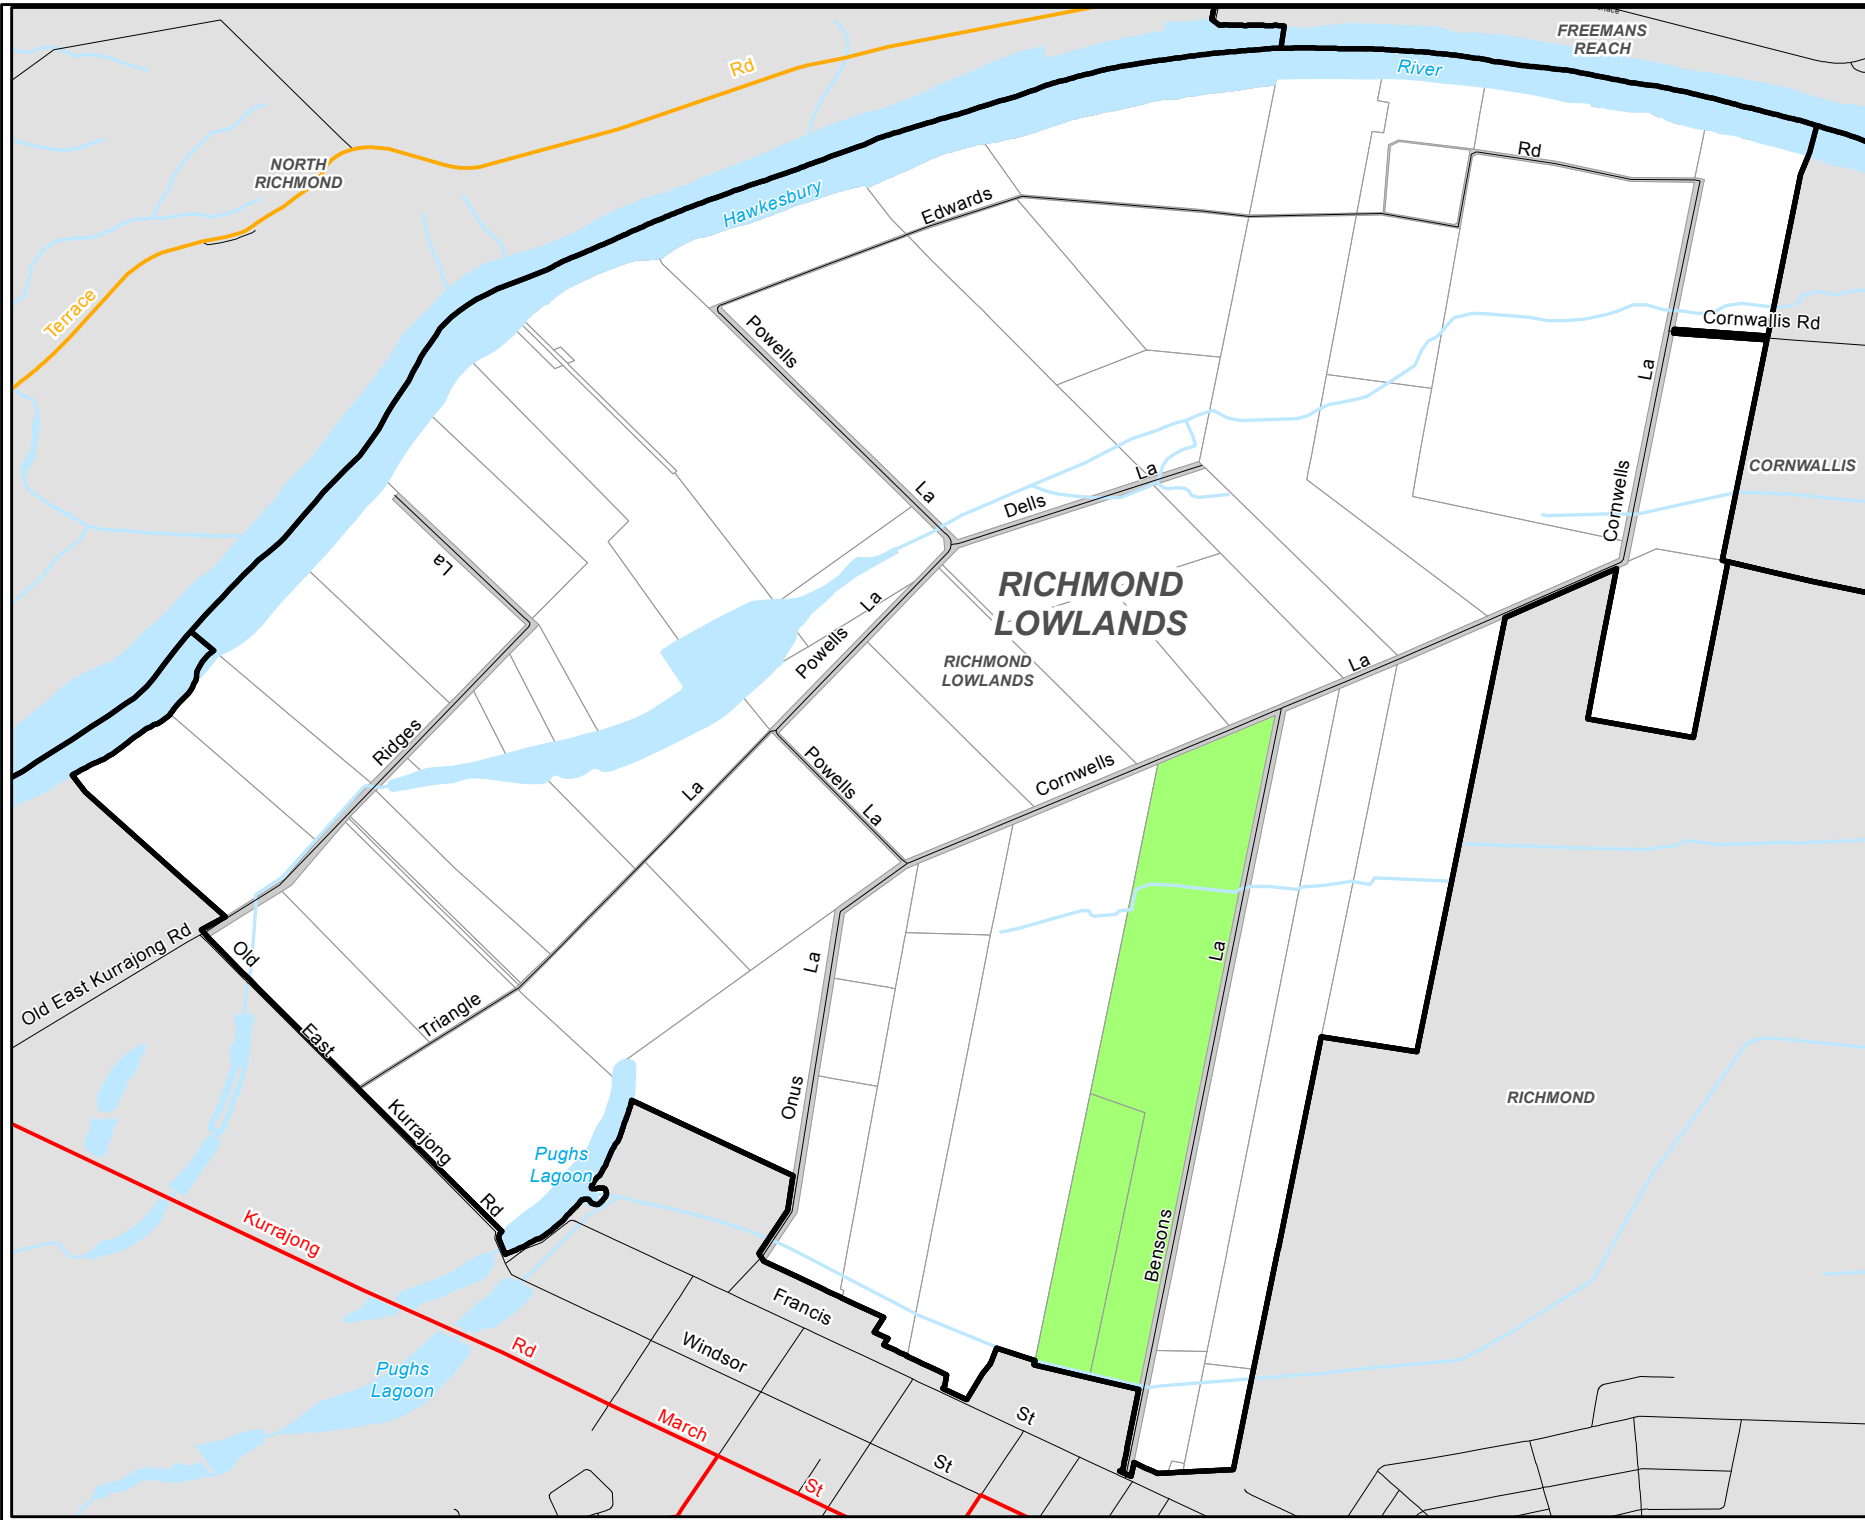 FREEMANS
REACH
River
Rd
NORTH
RICHMOND
Rd
Hawkesbury
Edwards
Terrace
Powells
Cornwallis Rd
La
CORNWALLIS
La
La
Dells
Cornwells
La
RICHMOND
LOWLANDS
La
Powells
RICHMOND
LOWLANDS
La
Ridges
Powells
La
Cornwells
La
Old East Kurrajong Rd
Old
La
La
Triangle
East
Onus
RICHMOND
Kurrajong
Pughs
Lagoon
Rd
Kurrajong
Bensons
Francis
Windsor
Rd
Pughs
Lagoon
March
St
St
St